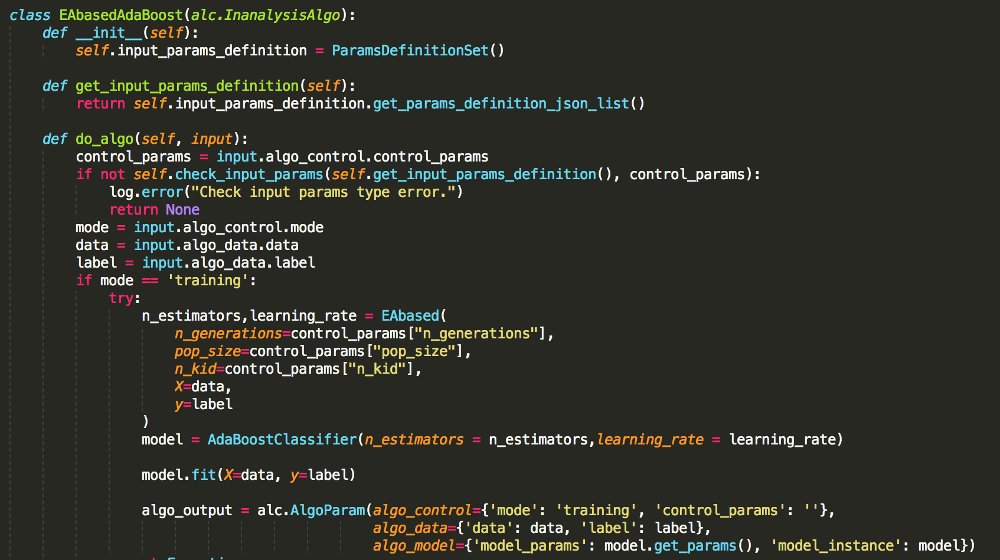 class EAbasedAdaBoost(alc.InanalysisAlgo):
    def __init__(self):
        self.input_params_definition = ParamsDefinitionSet()

    def get_input_params_definition(self):
        return self.input_params_definition.get_params_definition_json_list()

    def do_algo(self, input):
        control_params = input.algo_control.control_params
        if not self.check_input_params(self.get_input_params_definition(), control_params):
            log.error("Check input params type error.")
            return None
        mode = input.algo_control.mode
        data = input.algo_data.data
        label = input.algo_data.label
        if mode == 'training':
            try:
                n_estimators,learning_rate = EAbased(
                    n_generations=control_params["n_generations"],
                    pop_size=control_params["pop_size"],
                    n_kid=control_params["n_kid"],
                    X=data,
                    y=label
                )
                model = AdaBoostClassifier(n_estimators = n_estimators,learning_rate = learning_rate)

                model.fit(X=data, y=label)

                algo_output = alc.AlgoParam(algo_control={'mode': 'training', 'control_params': ''},
                                            algo_data={'data': data, 'label': label},
                                            algo_model={'model_params': model.get_params(), 'model_instance': model})